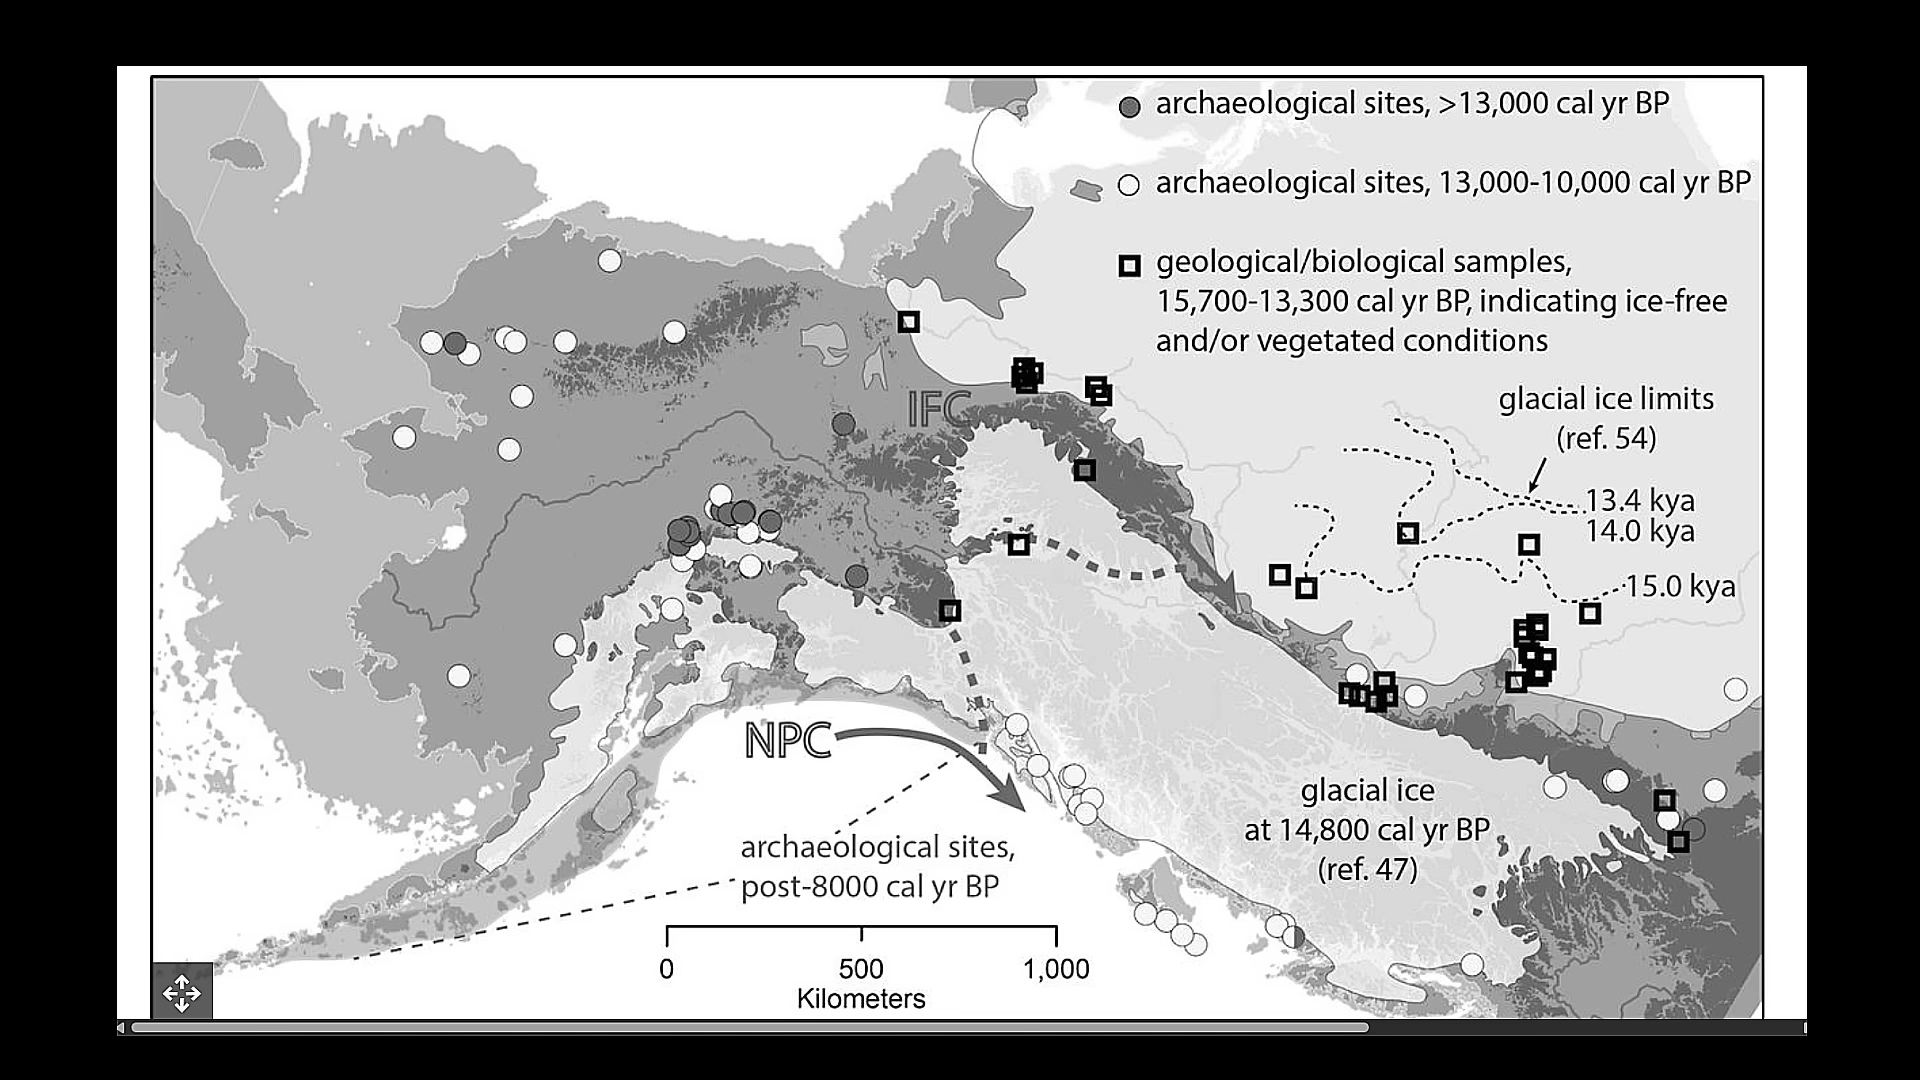 archaeological sites, >13,000 cal yr BP
archaeological sites, 13,000-10,000 cal yr BP
geological/biological samples,
15,700-13,300 cal yr BP, indicating ice-free
and/or vegetated conditions
glacial ice limits
(ref. 54)
IFC
13.4 kya
14.0 kya
15.0 kya
NPC
glacial ice
at 14,800 cal yr BP
(ref. 47)
archaeological sites,
post-8000 cal yr BP
0 500 1,000
Kilometers